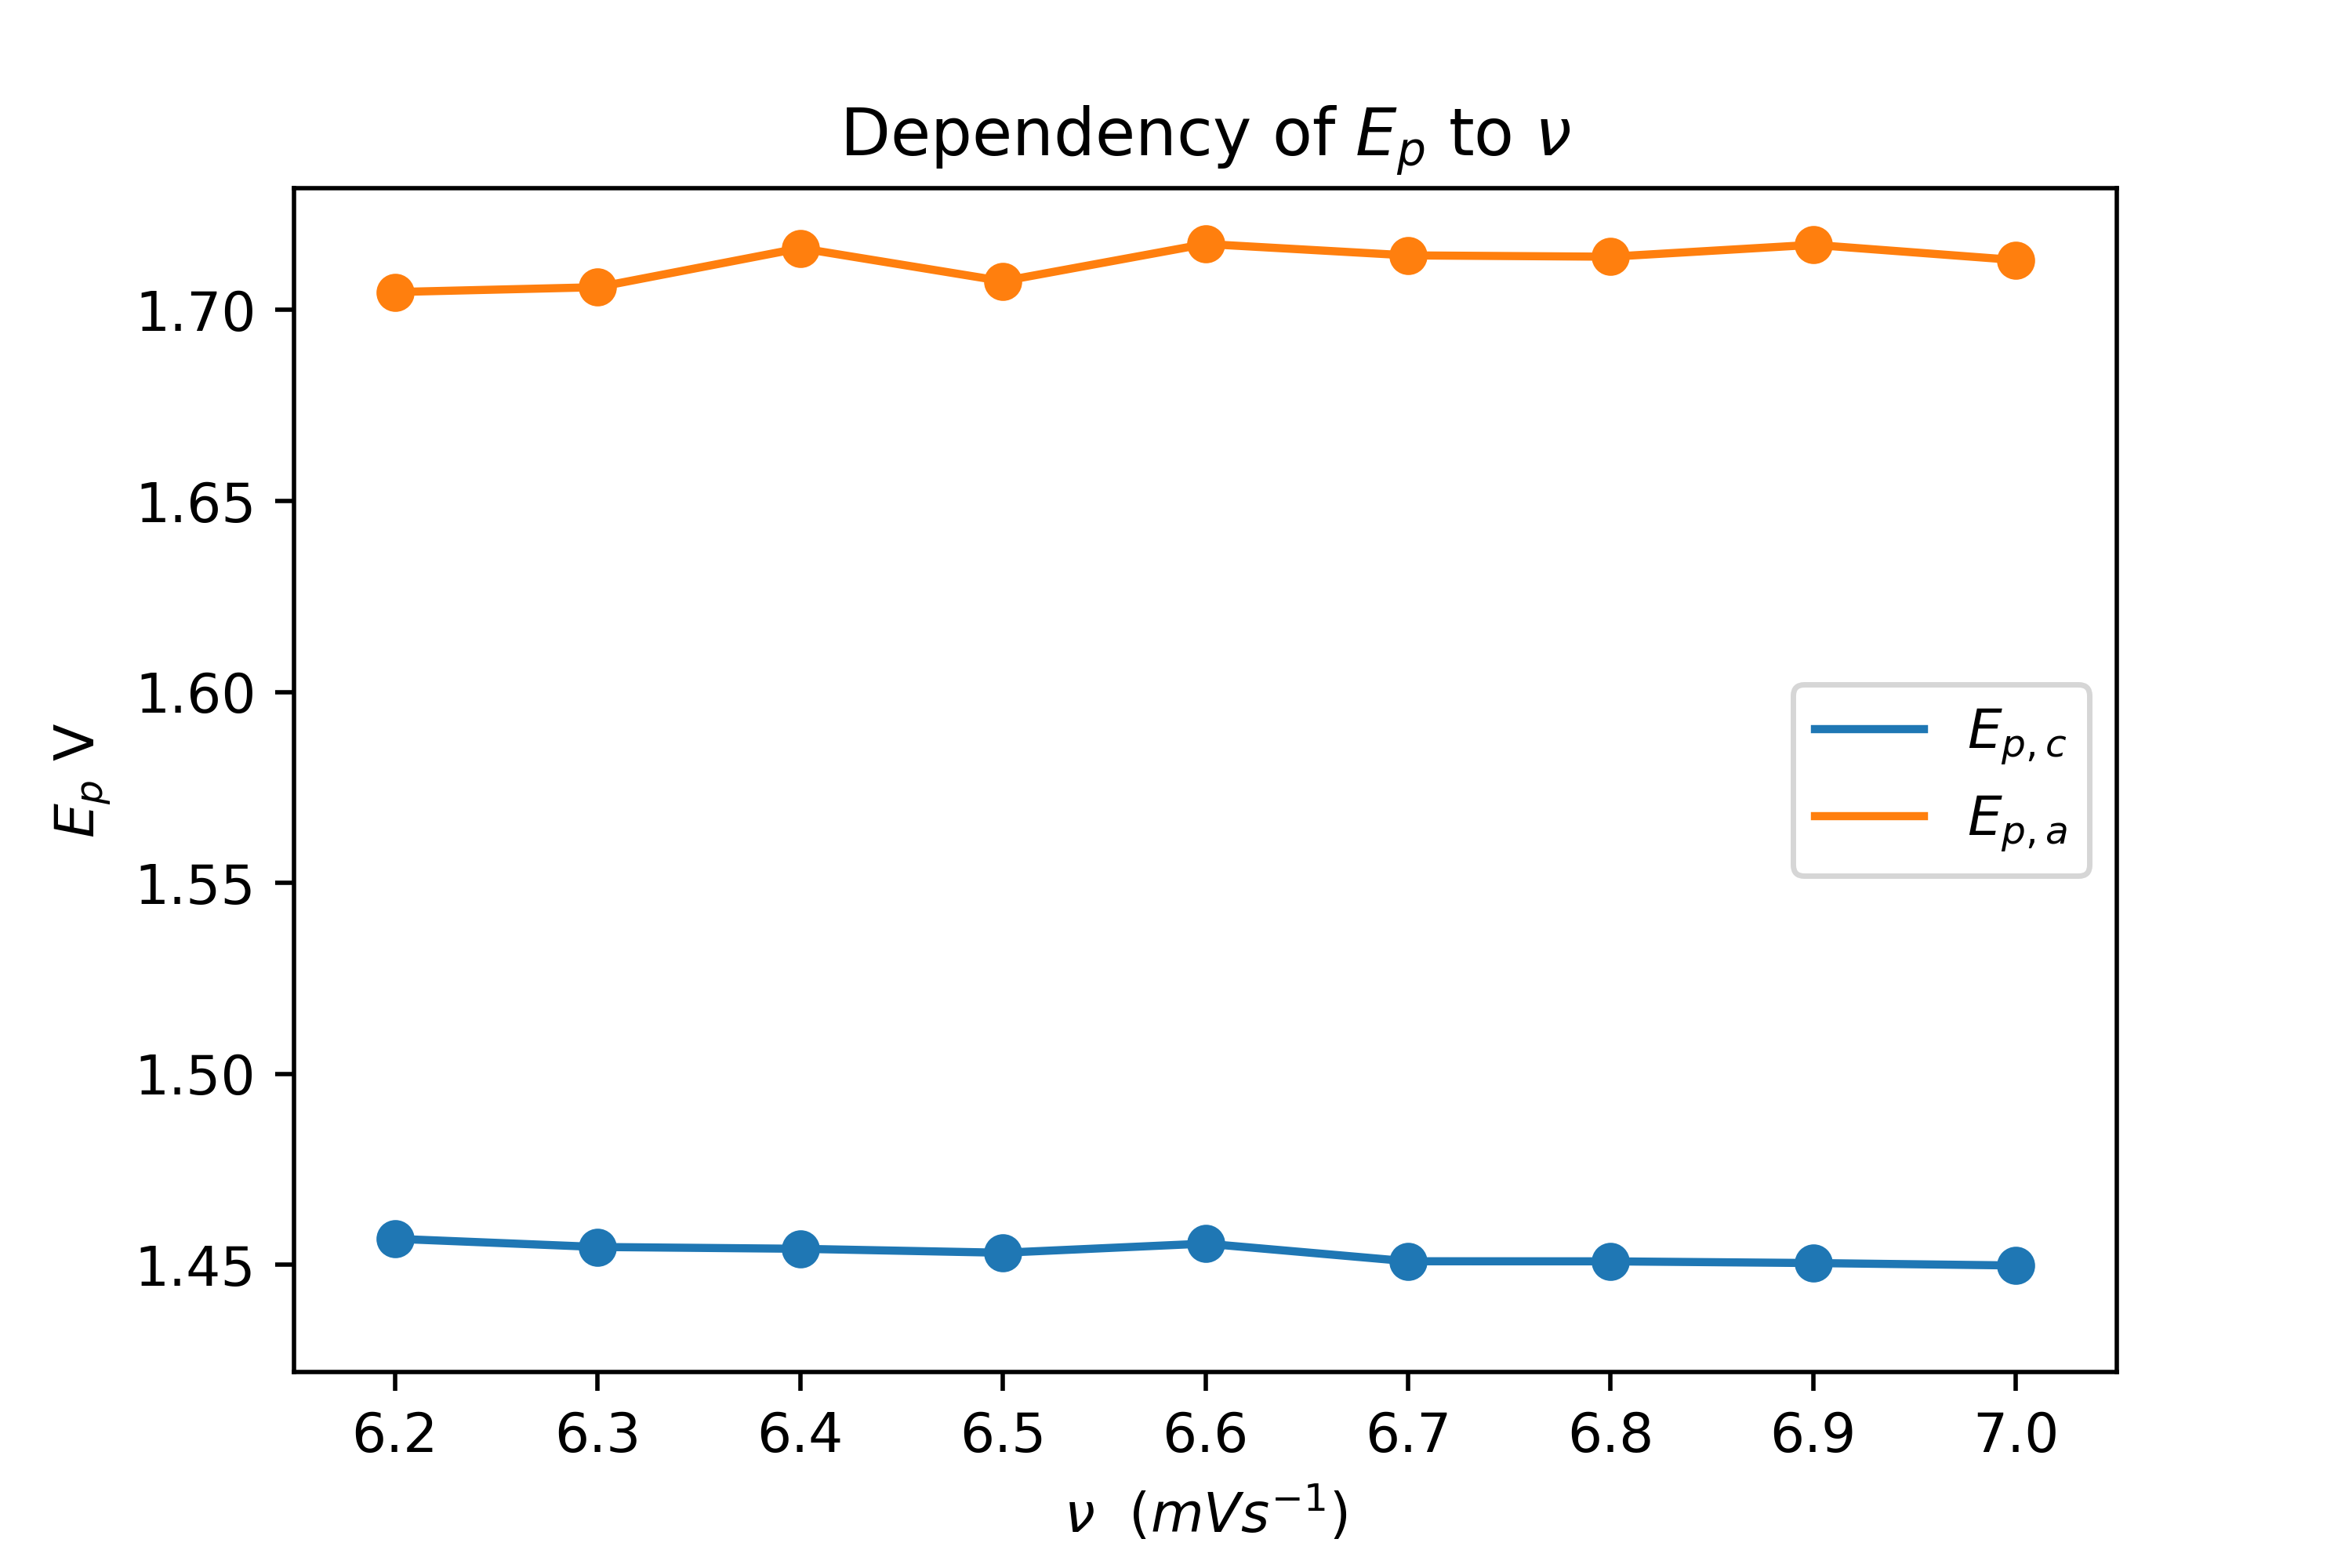 Dependency of E_p to ν
1.70
1.65
1.60
1.55
1.50
1.45
E_p V
E_{p,c}
E_{p,a}
6.2 6.3 6.4 6.5 6.6 6.7 6.8 6.9 7.0
ν (mVs⁻¹)